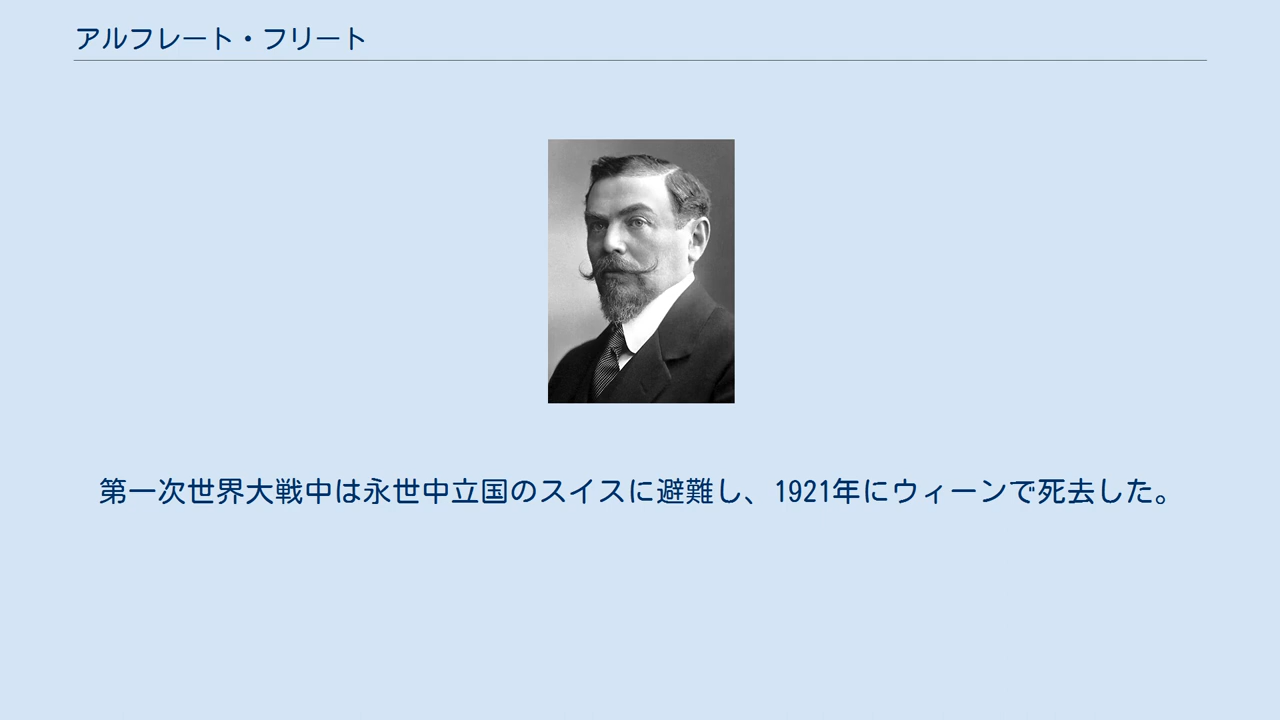 アルフレート・フリート
第一次世界大戦中は永世中立国のスイスに避難し、1921年にウィーンで死去した。